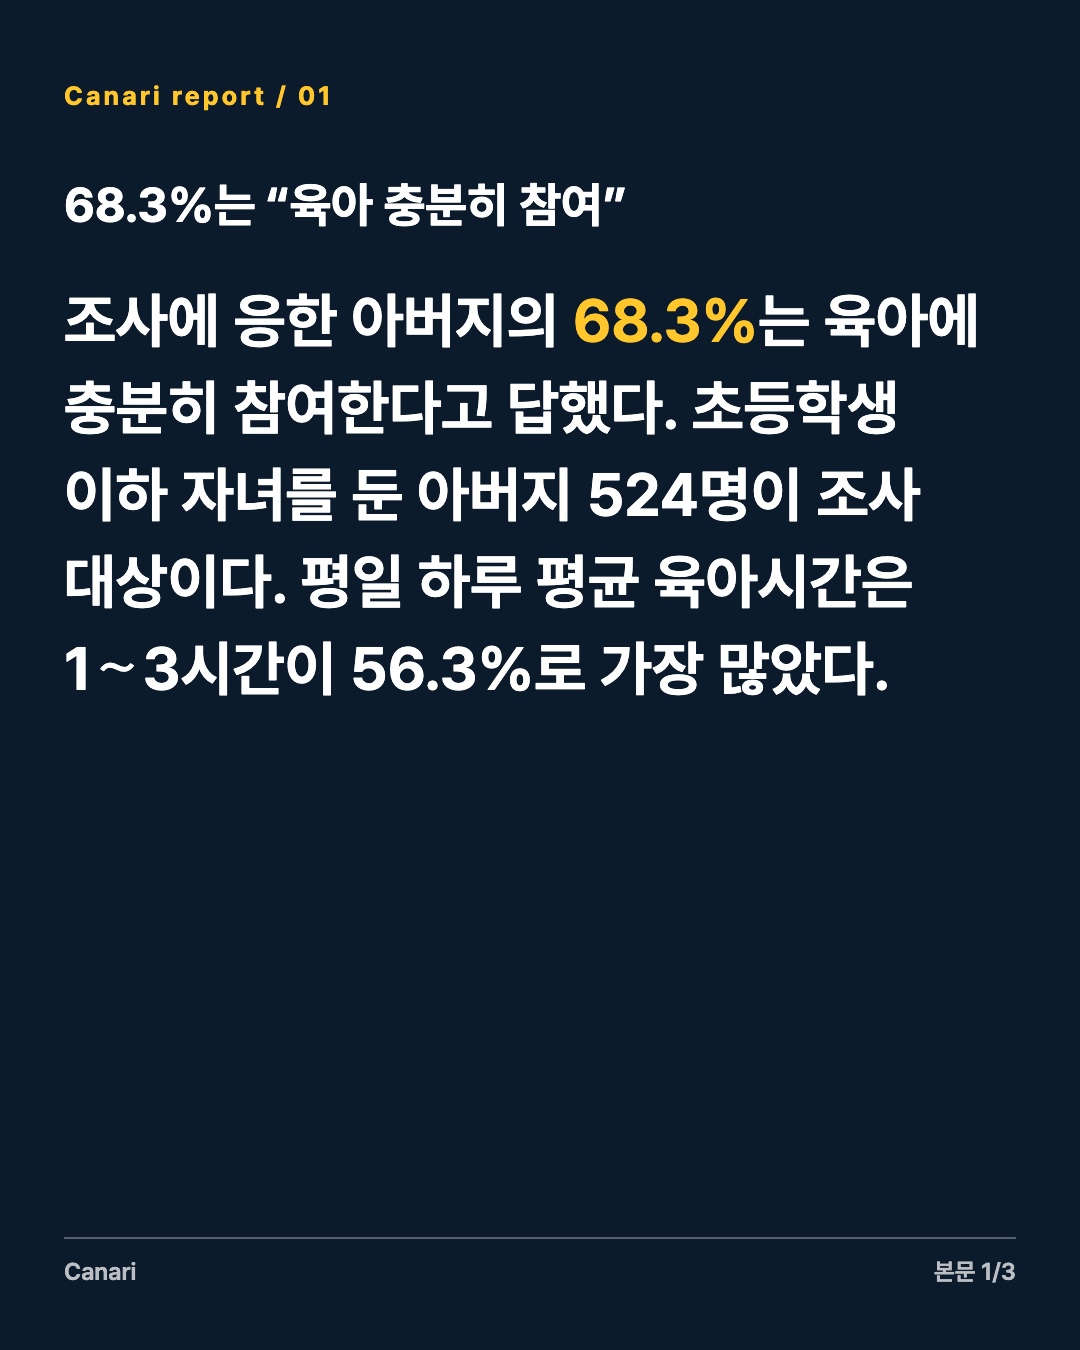 Canari report / 01
68.3%는 “육아 충분히 참여”
조사에 응한 아버지의 68.3%는 육아에
충분히 참여한다고 답했다. 초등학생
이하 자녀를 둔 아버지 524명이 조사
대상이다. 평일 하루 평균 육아시간은
1~3시간이 56.3%로 가장 많았다.
Canari
본문 1/3